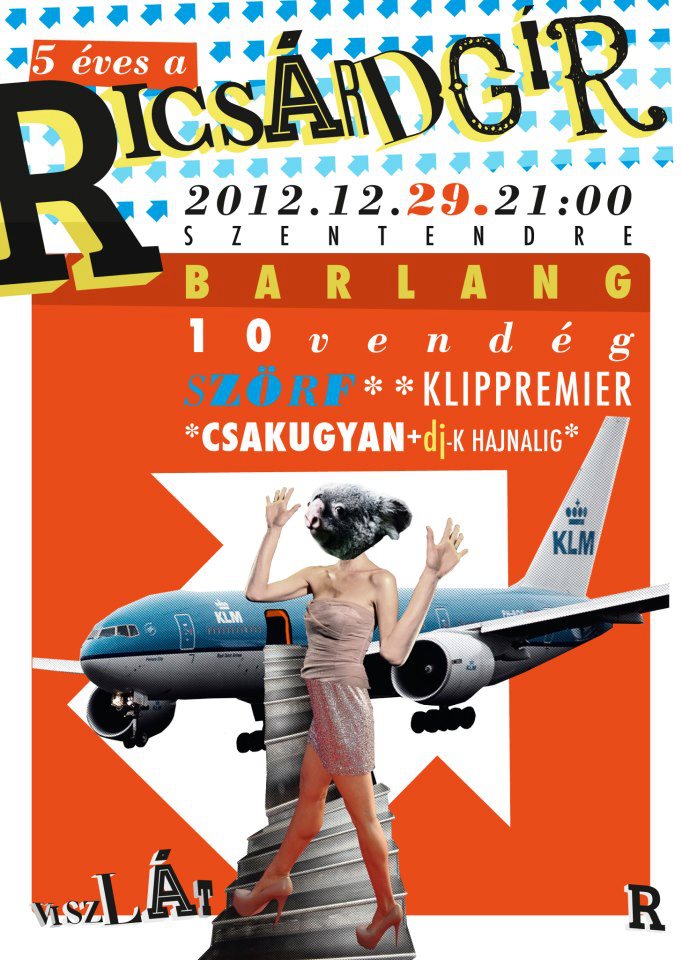 5 éves a
RICSÁRDGÍR
2012.12.29.21:00
SZENTENDRE
BARLANG
10 vendég
SZÖRF**KLIPPREMIER
*CSAKUGYAN+dj-K HAJNALIG*
KLM
KLM
VISZLÁT
R